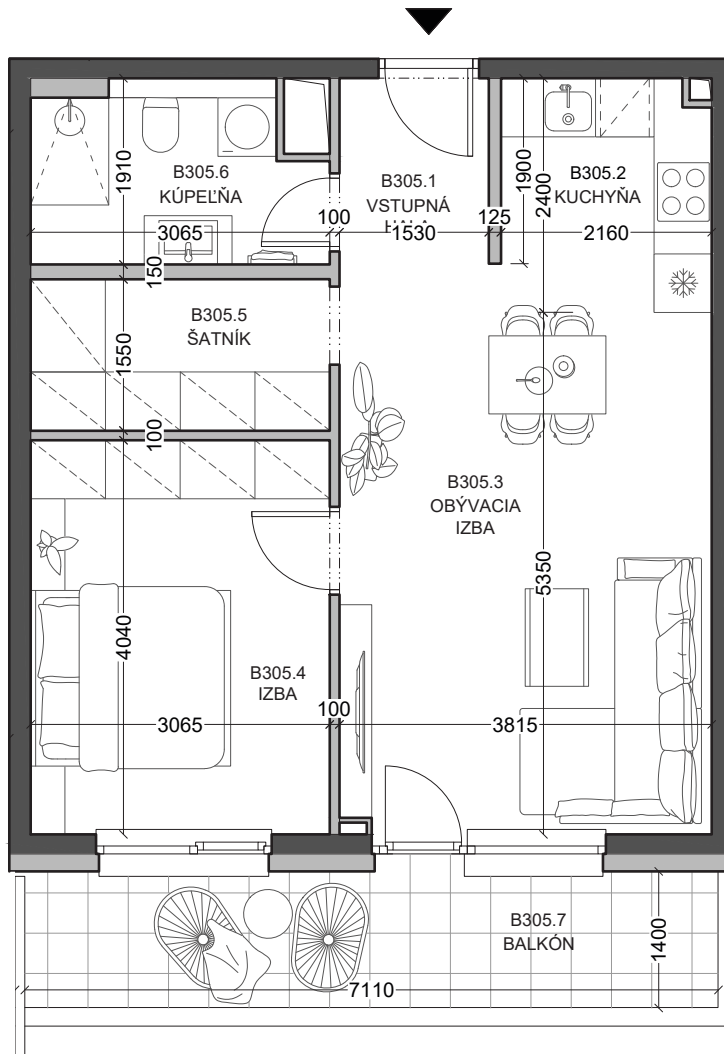 B305.6
KÚPEĽŇA
B305.1
VSTUPNÁ
HALA
B305.2
KUCHYŇA
1910
1900
2400
3065
100
1530
125
2160
150
B305.5
ŠATNÍK
1550
100
B305.3
OBÝVACIA
IZBA
5350
4040
B305.4
IZBA
3065
100
3815
B305.7
BALKÓN
1400
7110